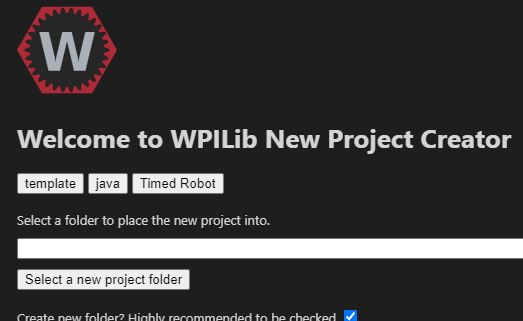 W
Welcome to WPILib New Project Creator
template java Timed Robot
Select a folder to place the new project into.
Select a new project folder
Create new folder? Highly recommended to be checked